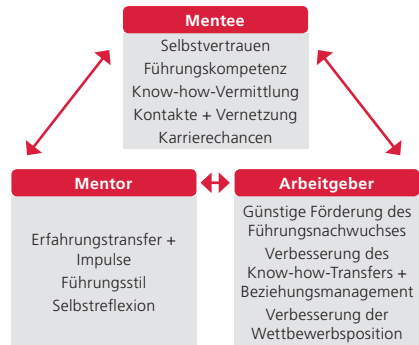 Mentee
Selbstvertrauen
Führungskompetenz
Know-how-Vermittlung
Kontakte + Vernetzung
Karrierechancen
Mentor
Erfahrungstransfer +
Impulse
Führungsstil
Selbstreflexion
Arbeitgeber
Günstige Förderung des
Führungsnachwuchses
Verbesserung des
Know-how-Transfers +
Beziehungsmanagement
Verbesserung der
Wettbewerbsposition